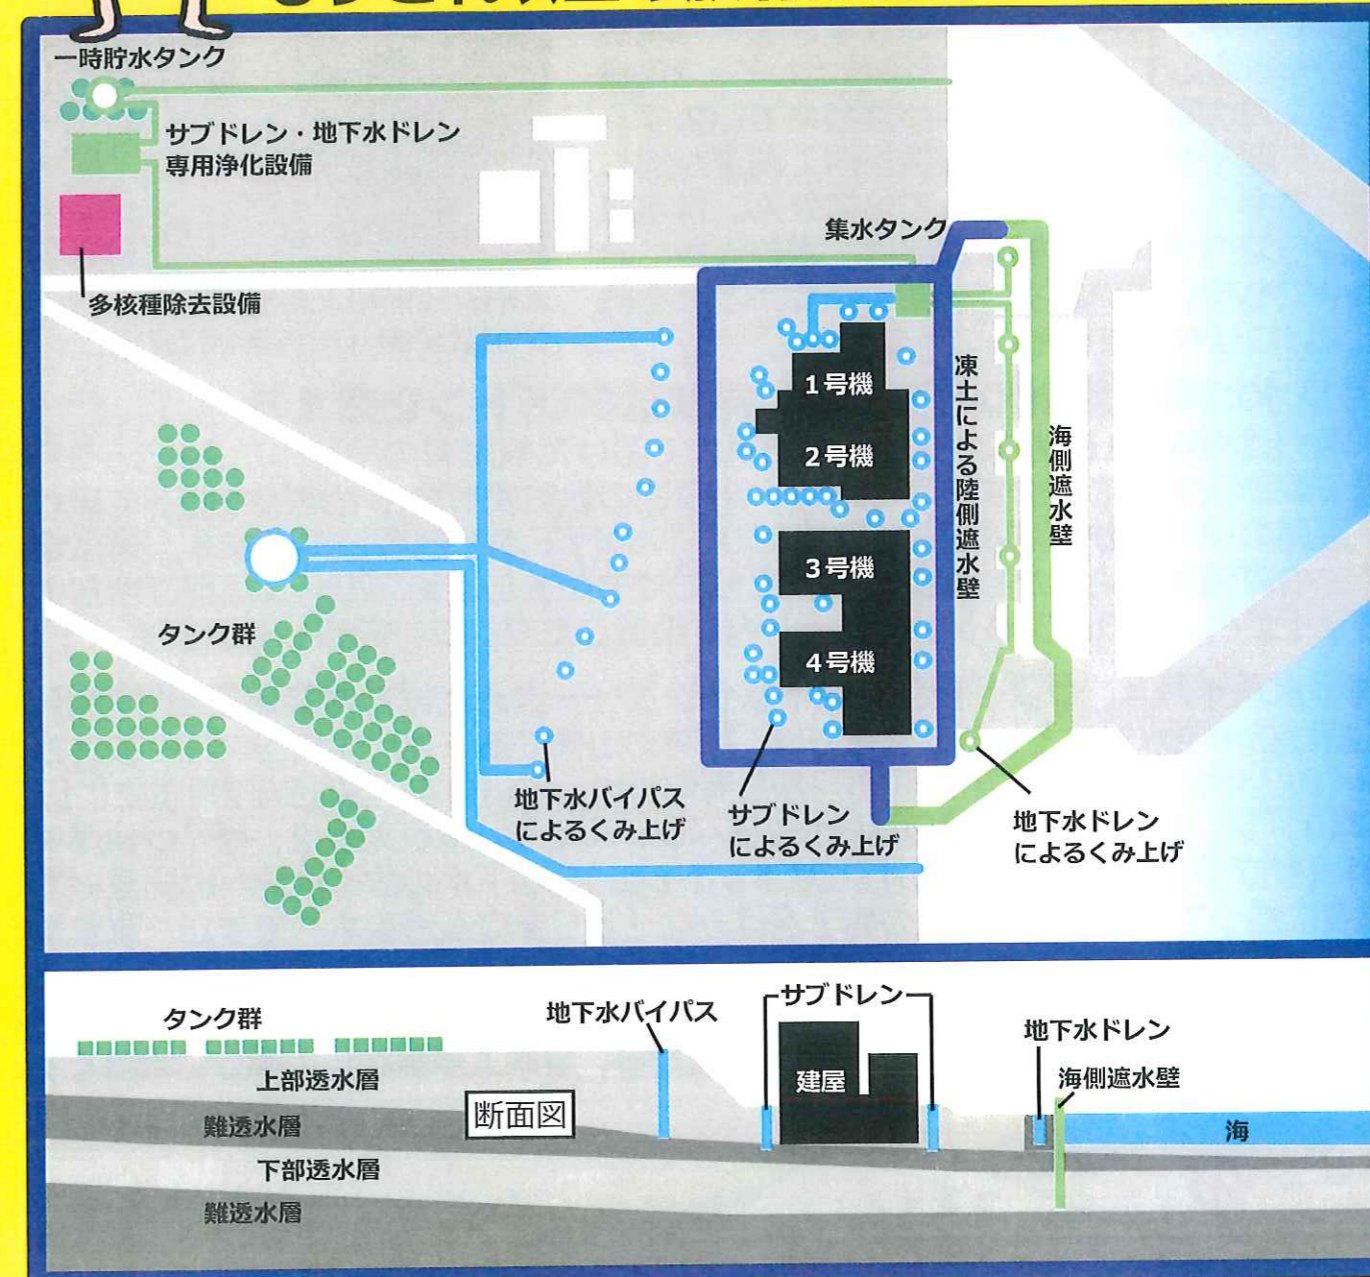 一時貯水タンク
サブドレン・地下水ドレン
専用浄化設備
集水タンク
多核種除去設備
凍土による陸側遮水壁
海側遮水壁
1号機
2号機
3号機
4号機
タンク群
地下水バイパス
によるくみ上げ
サブドレン
によるくみ上げ
地下水ドレン
によるくみ上げ
タンク群
地下水バイパス
サブドレン
地下水ドレン
海側遮水壁
建屋
上部透水層
断面図
難透水層
海
下部透水層
難透水層